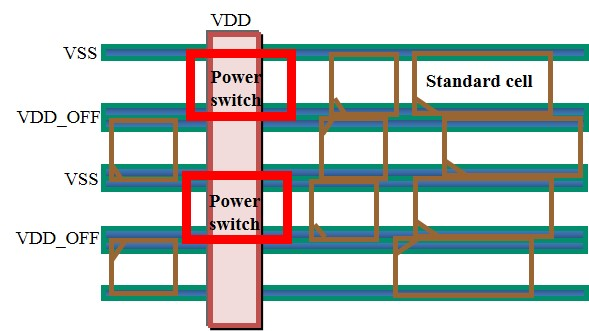 VDD
VSS
Power
switch
Standard cell
VDD_OFF
VSS
Power
switch
VDD_OFF